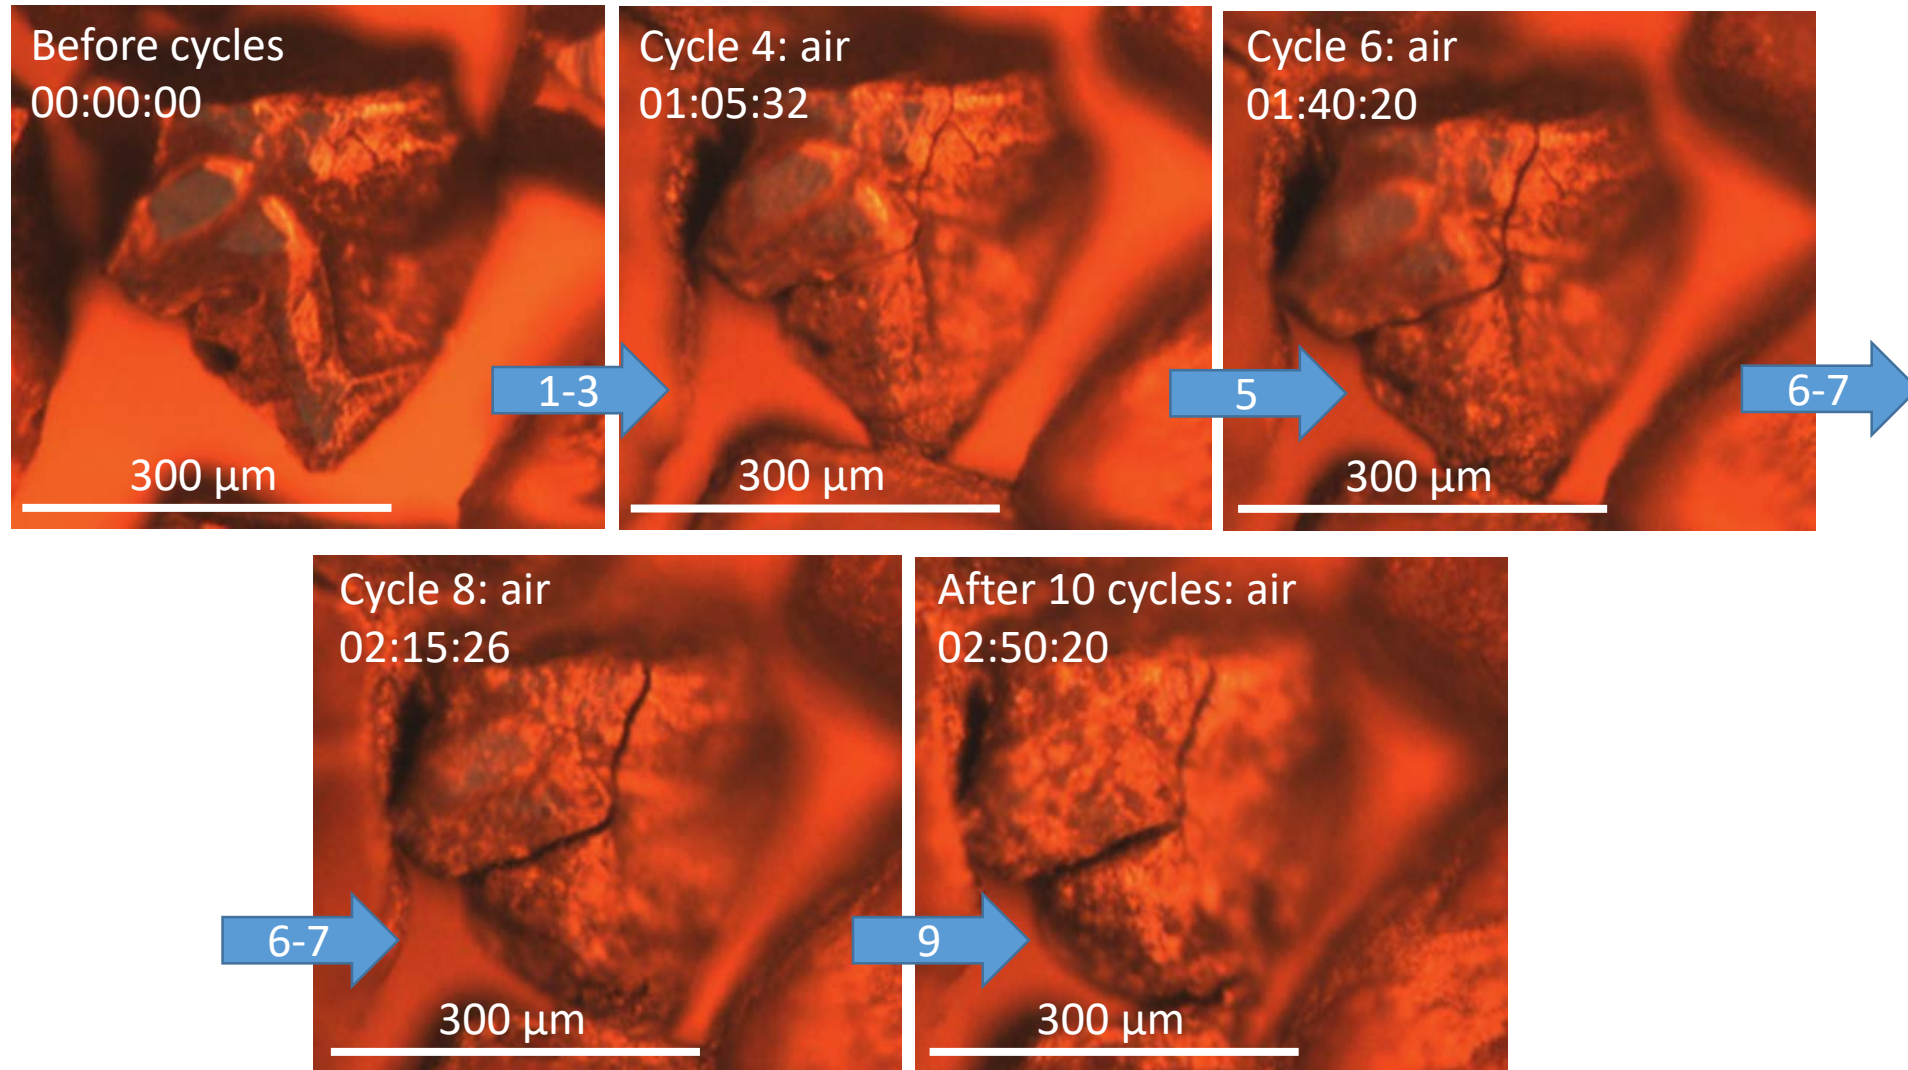 Before cycles
00:00:00
300 µm
1-3
Cycle 4: air
01:05:32
300 µm
5
Cycle 6: air
01:40:20
300 µm
6-7
6-7
Cycle 8: air
02:15:26
300 µm
9
After 10 cycles: air
02:50:20
300 µm